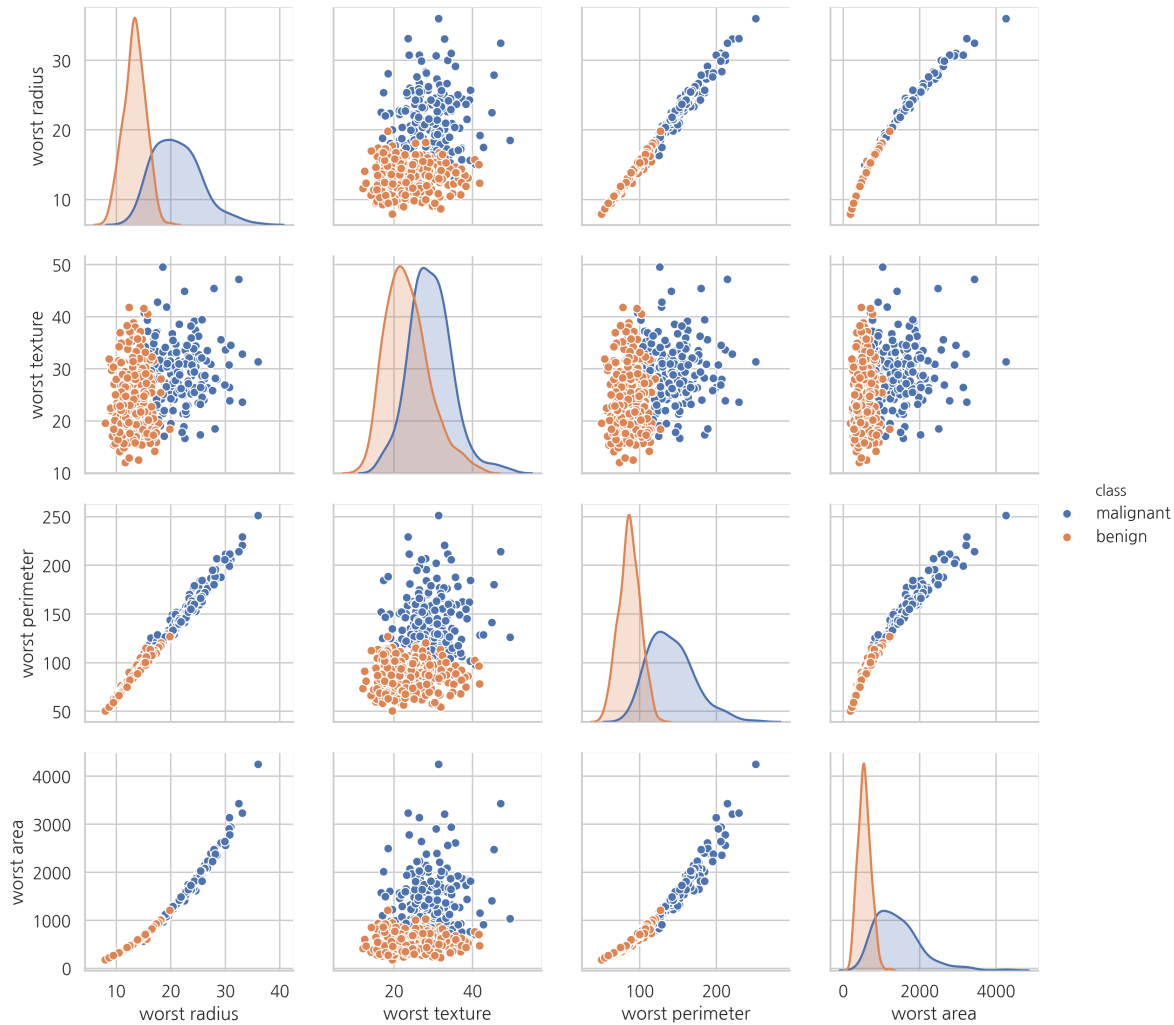 worst radius
30
20
10
worst texture
50
40
30
20
10
class
malignant
benign
worst perimeter
250
200
150
100
50
worst area
4000
3000
2000
1000
0
10 20 30 40
20 40
100 200
0 2000 4000
worst radius
worst texture
worst perimeter
worst area